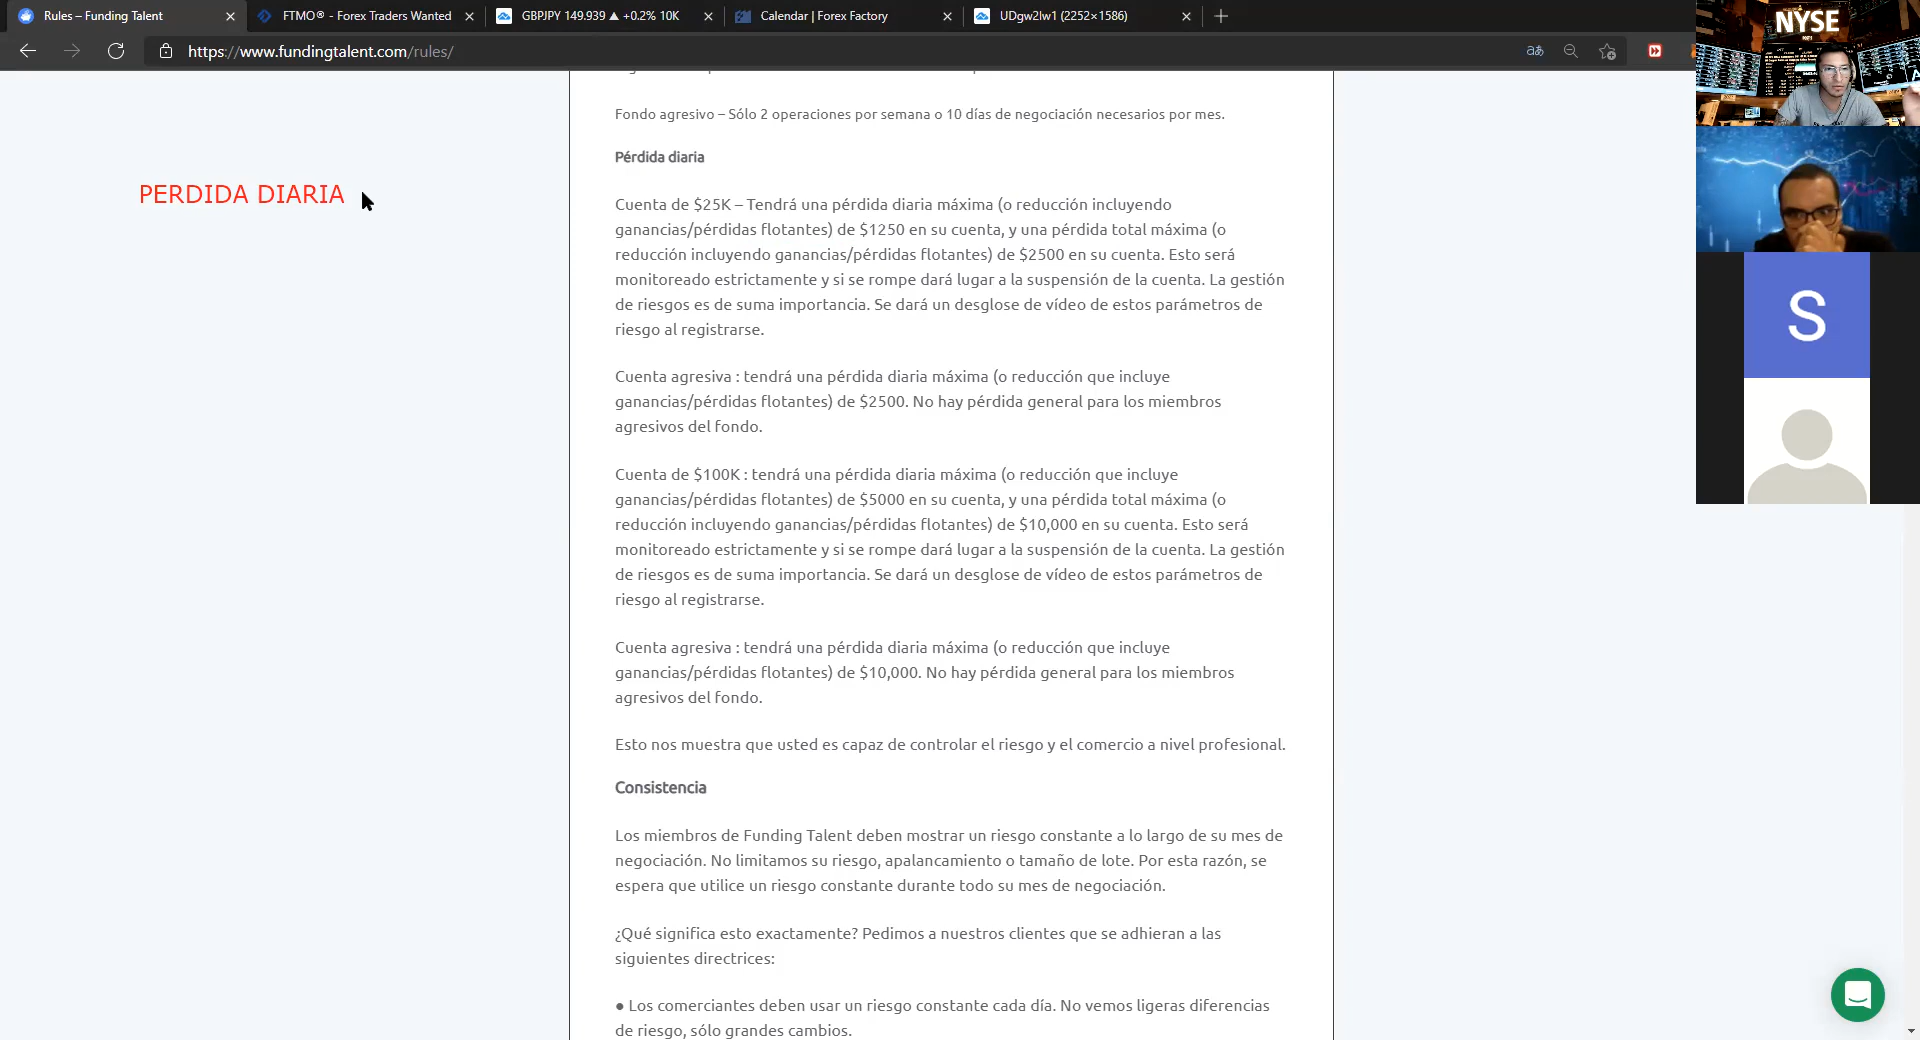 Rules – Funding Talent
FTMO® - Forex Traders Wanted
GBPJPY 149.939 ▲ +0.2% 10K
Calendar | Forex Factory
UDgw2lw1 (2252×1586)
https://www.fundingtalent.com/rules/
aあ
NYSE
Fondo agresivo – Sólo 2 operaciones por semana o 10 días de negociación necesarios por mes.
Pérdida diaria
PERDIDA DIARIA
Cuenta de $25K – Tendrá una pérdida diaria máxima (o reducción incluyendo
ganancias/pérdidas flotantes) de $1250 en su cuenta, y una pérdida total máxima (o
reducción incluyendo ganancias/pérdidas flotantes) de $2500 en su cuenta. Esto será
monitoreado estrictamente y si se rompe dará lugar a la suspensión de la cuenta. La gestión
de riesgos es de suma importancia. Se dará un desglose de vídeo de estos parámetros de
riesgo al registrarse.
S
Cuenta agresiva : tendrá una pérdida diaria máxima (o reducción que incluye
ganancias/pérdidas flotantes) de $2500. No hay pérdida general para los miembros
agresivos del fondo.
Cuenta de $100K : tendrá una pérdida diaria máxima (o reducción que incluye
ganancias/pérdidas flotantes) de $5000 en su cuenta, y una pérdida total máxima (o
reducción incluyendo ganancias/pérdidas flotantes) de $10,000 en su cuenta. Esto será
monitoreado estrictamente y si se rompe dará lugar a la suspensión de la cuenta. La gestión
de riesgos es de suma importancia. Se dará un desglose de vídeo de estos parámetros de
riesgo al registrarse.
Cuenta agresiva : tendrá una pérdida diaria máxima (o reducción que incluye
ganancias/pérdidas flotantes) de $10,000. No hay pérdida general para los miembros
agresivos del fondo.
Esto nos muestra que usted es capaz de controlar el riesgo y el comercio a nivel profesional.
Consistencia
Los miembros de Funding Talent deben mostrar un riesgo constante a lo largo de su mes de
negociación. No limitamos su riesgo, apalancamiento o tamaño de lote. Por esta razón, se
espera que utilice un riesgo constante durante todo su mes de negociación.
¿Qué significa esto exactamente? Pedimos a nuestros clientes que se adhieran a las
siguientes directrices:
● Los comerciantes deben usar un riesgo constante cada día. No vemos ligeras diferencias
de riesgo, sólo grandes cambios.